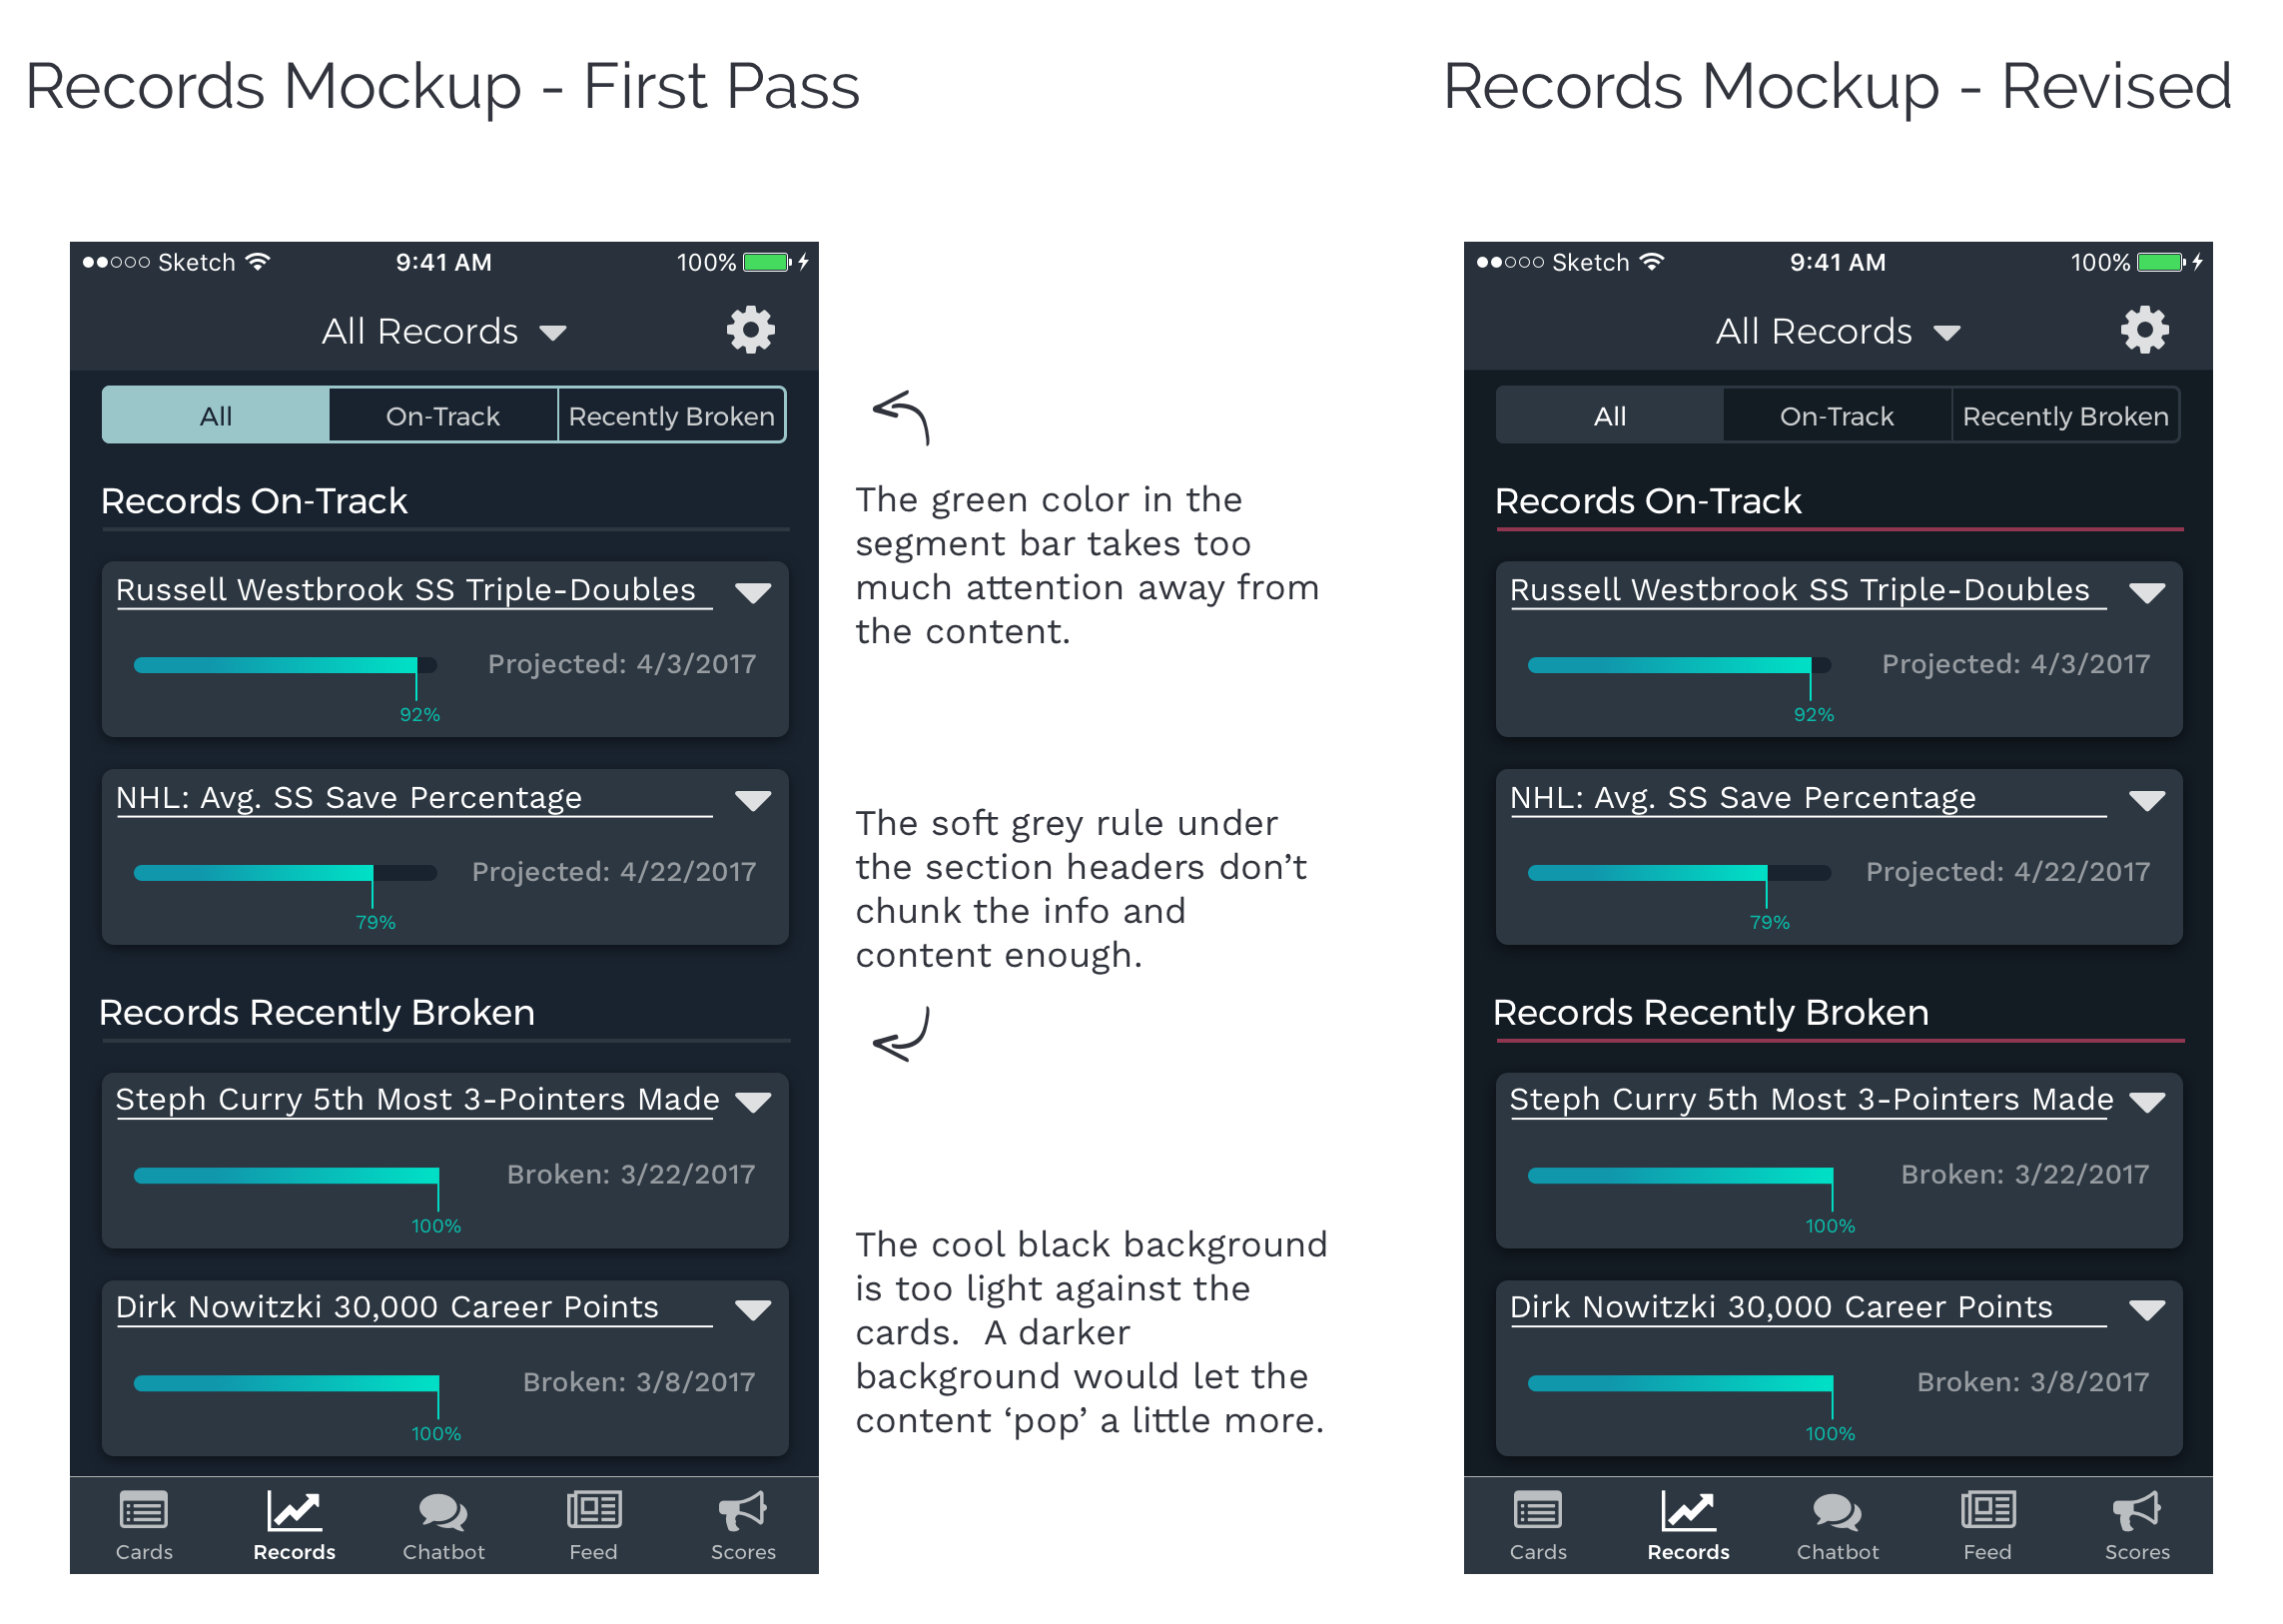 Records Mockup - First Pass
Records Mockup - Revised
Sketch 9:41 AM 100%
All Records
All On-Track Recently Broken
Records On-Track
Russell Westbrook SS Triple-Doubles
Projected: 4/3/2017
92%
NHL: Avg. SS Save Percentage
Projected: 4/22/2017
79%
Records Recently Broken
Steph Curry 5th Most 3-Pointers Made
Broken: 3/22/2017
100%
Dirk Nowitzki 30,000 Career Points
Broken: 3/8/2017
100%
Cards Records Chatbot Feed Scores
The green color in the
segment bar takes too
much attention away from
the content.
The soft grey rule under
the section headers don’t
chunk the info and
content enough.
The cool black background
is too light against the
cards.  A darker
background would let the
content ‘pop’ a little more.
Sketch 9:41 AM 100%
All Records
All On-Track Recently Broken
Records On-Track
Russell Westbrook SS Triple-Doubles
Projected: 4/3/2017
92%
NHL: Avg. SS Save Percentage
Projected: 4/22/2017
79%
Records Recently Broken
Steph Curry 5th Most 3-Pointers Made
Broken: 3/22/2017
100%
Dirk Nowitzki 30,000 Career Points
Broken: 3/8/2017
100%
Cards Records Chatbot Feed Scores